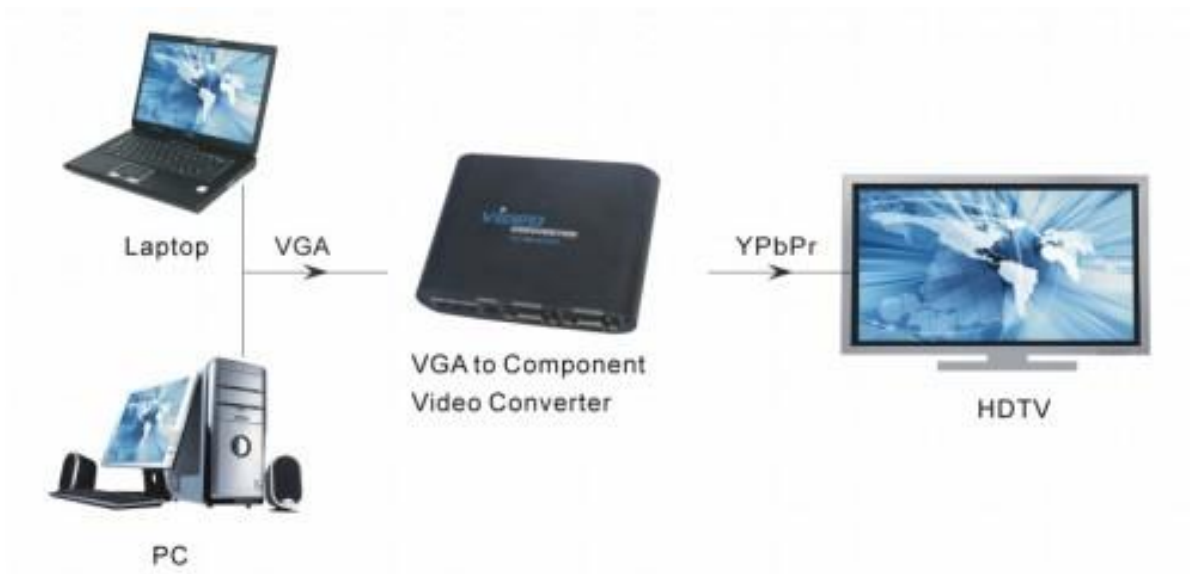 Laptop
VGA
YPbPr
VGA to Component
Video Converter
HDTV
PC